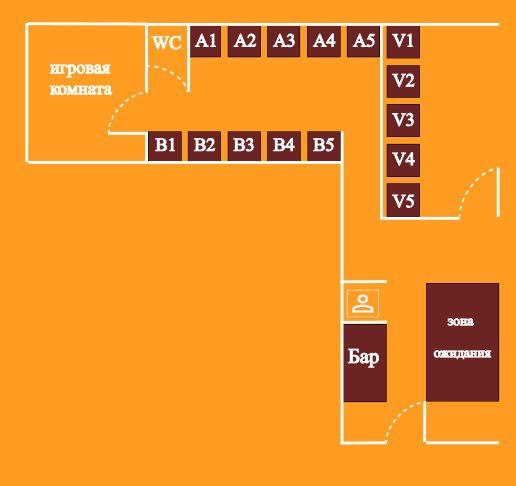 WC
A1 A2 A3 A4 A5
V1
игровая
комната
V2
V3
B1 B2 B3 B4 B5
V4
V5
зона
ожидания
Бар